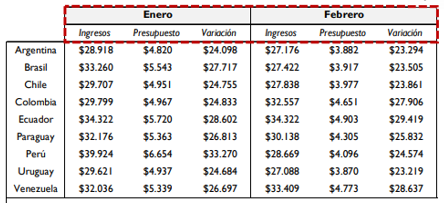 Enero Febrero
Ingresos Presupuesto Variación Ingresos Presupuesto Variación
Argentina $28.918 $4.820 $24.098 $27.176 $3.882 $23.294
Brasil $33.260 $5.543 $27.717 $27.422 $3.917 $23.505
Chile $29.707 $4.951 $24.755 $27.838 $3.977 $23.861
Colombia $29.799 $4.967 $24.833 $32.557 $4.651 $27.906
Ecuador $34.322 $5.720 $28.602 $34.322 $4.903 $29.419
Paraguay $32.176 $5.363 $26.813 $30.138 $4.305 $25.832
Perú $39.924 $6.654 $33.270 $28.669 $4.096 $24.574
Uruguay $29.621 $4.937 $24.684 $27.088 $3.870 $23.219
Venezuela $32.036 $5.339 $26.697 $33.409 $4.773 $28.637